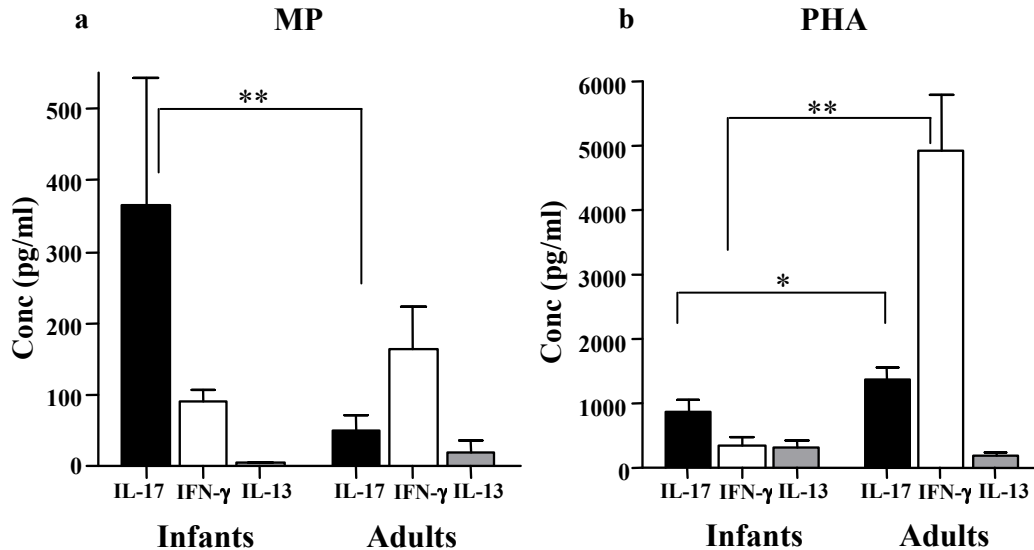 a MP
Conc (pg/ml)
500
400
300
200
100
0
**
IL-17 IFN-γ IL-13 IL-17 IFN-γ IL-13
Infants Adults
b PHA
Conc (pg/ml)
6000
5000
4000
3000
2000
1000
0
**
*
IL-17 IFN-γ IL-13 IL-17 IFN-γ IL-13
Infants Adults